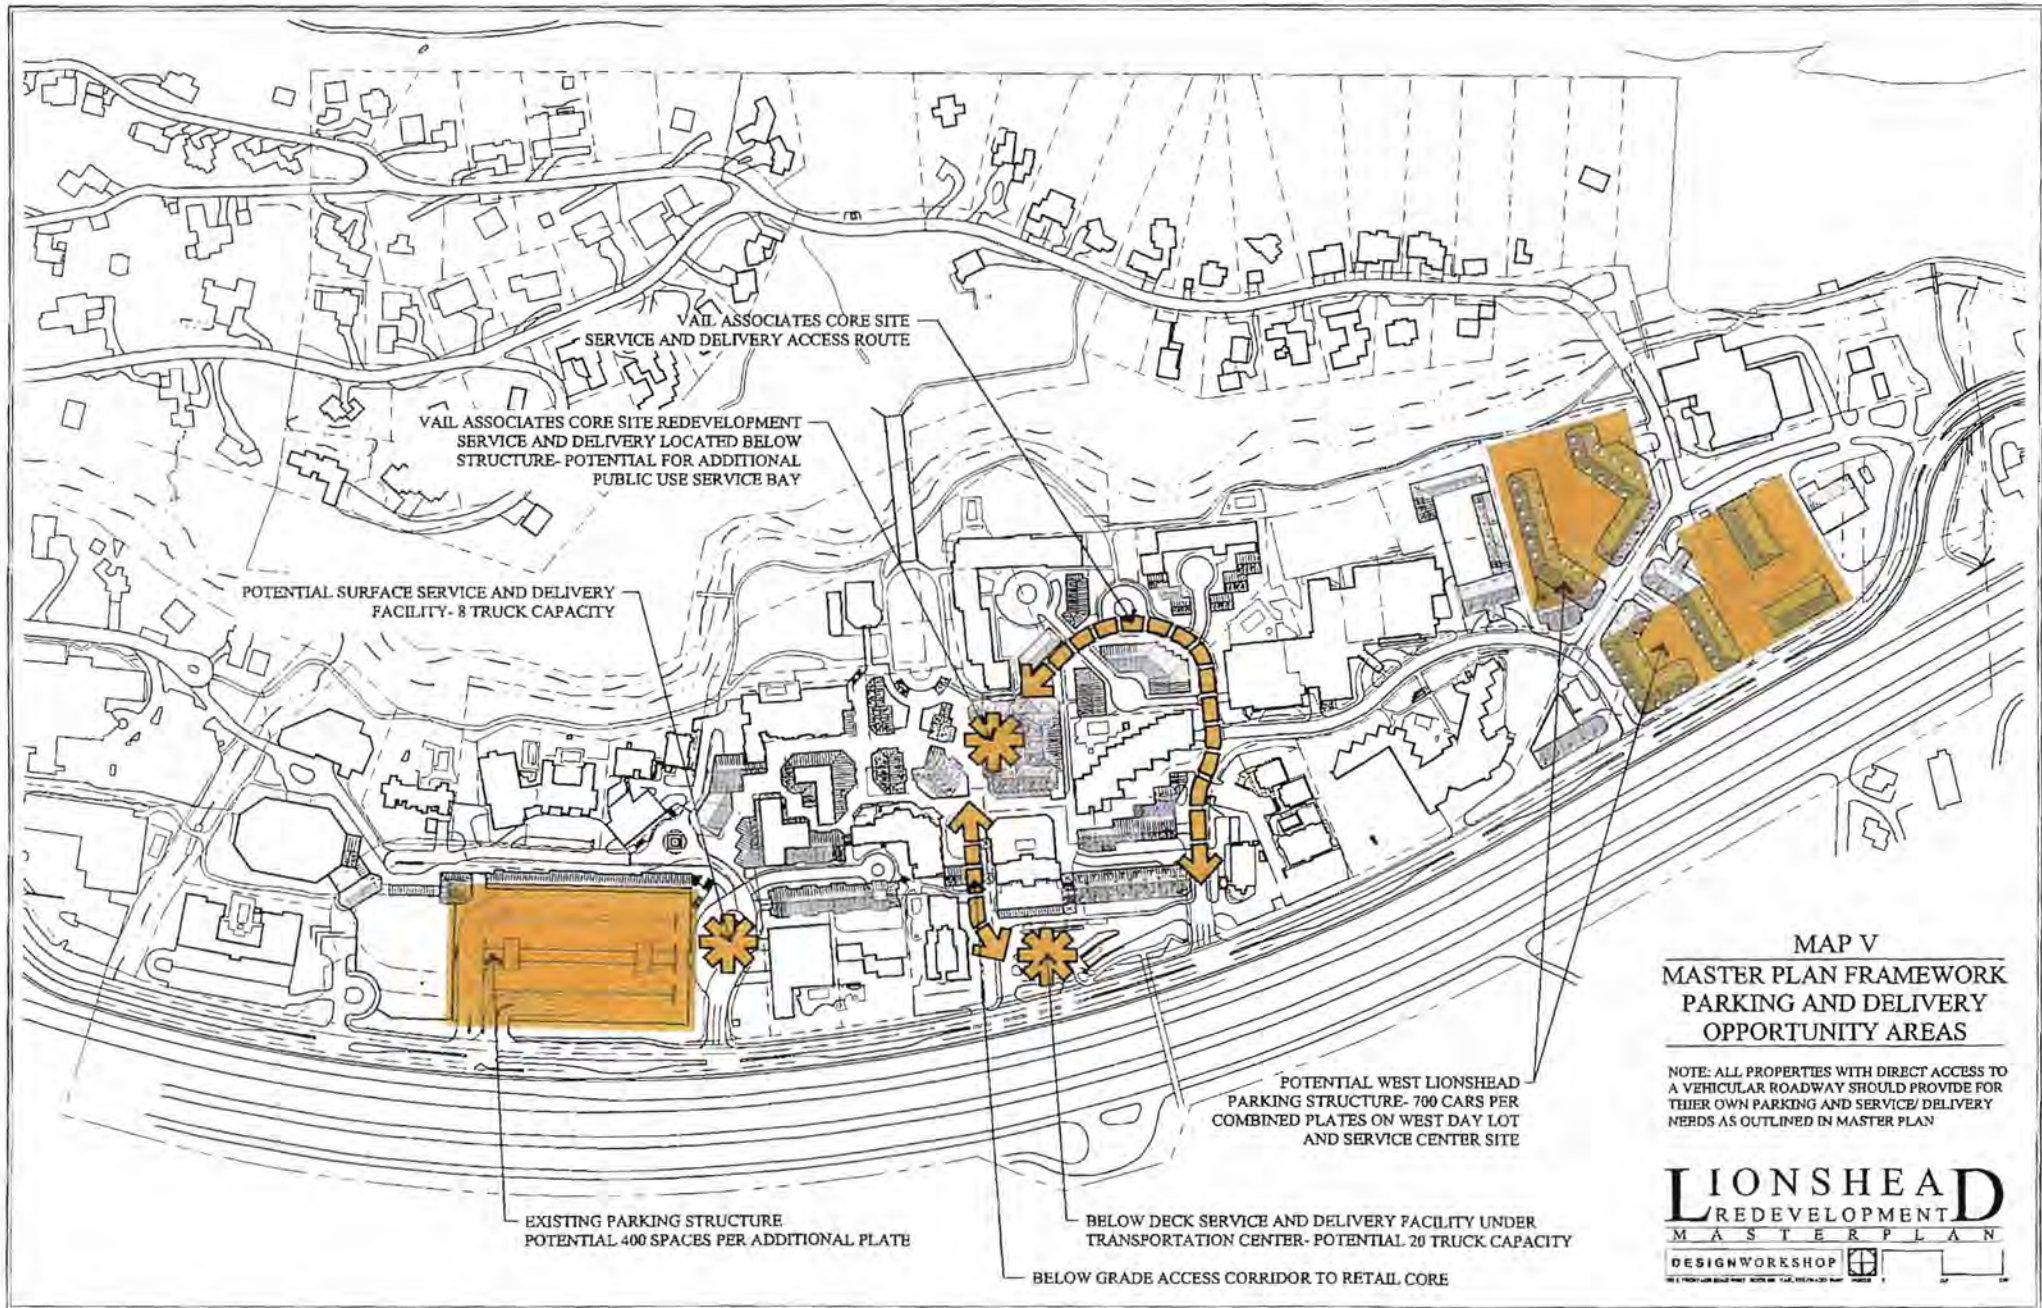 VAIL ASSOCIATES CORE SITE
SERVICE AND DELIVERY ACCESS ROUTE
VAIL ASSOCIATES CORE SITE REDEVELOPMENT
SERVICE AND DELIVERY LOCATED BELOW
STRUCTURE- POTENTIAL FOR ADDITIONAL
PUBLIC USE SERVICE BAY
POTENTIAL SURFACE SERVICE AND DELIVERY
FACILITY- 8 TRUCK CAPACITY
POTENTIAL WEST LIONSHEAD
PARKING STRUCTURE- 700 CARS PER
COMBINED PLATES ON WEST DAY LOT
AND SERVICE CENTER SITE
EXISTING PARKING STRUCTURE
POTENTIAL 400 SPACES PER ADDITIONAL PLATE
BELOW DECK SERVICE AND DELIVERY FACILITY UNDER
TRANSPORTATION CENTER- POTENTIAL 20 TRUCK CAPACITY
BELOW GRADE ACCESS CORRIDOR TO RETAIL CORE
MAP V
MASTER PLAN FRAMEWORK
PARKING AND DELIVERY
OPPORTUNITY AREAS
NOTE: ALL PROPERTIES WITH DIRECT ACCESS TO
A VEHICULAR ROADWAY SHOULD PROVIDE FOR
THIER OWN PARKING AND SERVICE/ DELIVERY
NEEDS AS OUTLINED IN MASTER PLAN
LIONSHEAD
REDEVELOPMENT
MASTERPLAN
DESIGNWORKSHOP